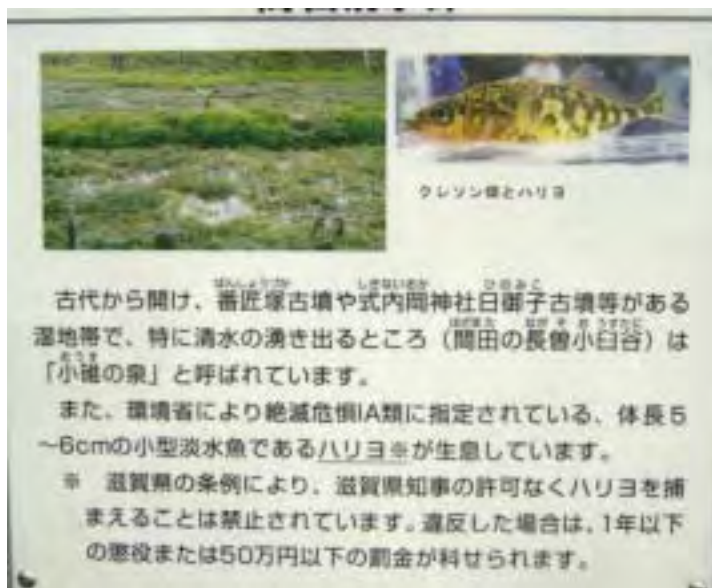 クレソン畑とハリヨ
古代から開け、番匠塚古墳や式内岡神社日御子古墳等がある
湿地帯で、特に清水の湧き出るところ（間田の長曽小臼谷）は
「小碓の泉」と呼ばれています。
また、環境省により絶滅危惧IA類に指定されている、体長5
～6cmの小型淡水魚であるハリヨ※が生息しています。
※　滋賀県の条例により、滋賀県知事の許可なくハリヨを捕
まえることは禁止されています。違反した場合は、1年以下
の懲役または50万円以下の罰金が科せられます。